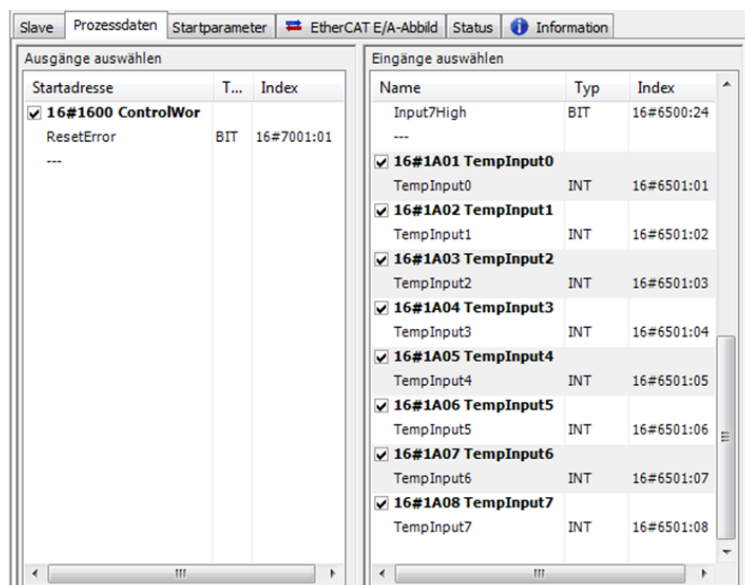 Slave Prozessdaten Startparameter EtherCAT E/A-Abbild Status Information
Ausgänge auswählen
Startadresse T... Index
16#1600 ControlWor
ResetError BIT 16#7001:01
---
Eingänge auswählen
Name Typ Index
Input7High BIT 16#6500:24
---
16#1A01 TempInput0
TempInput0 INT 16#6501:01
16#1A02 TempInput1
TempInput1 INT 16#6501:02
16#1A03 TempInput2
TempInput2 INT 16#6501:03
16#1A04 TempInput3
TempInput3 INT 16#6501:04
16#1A05 TempInput4
TempInput4 INT 16#6501:05
16#1A06 TempInput5
TempInput5 INT 16#6501:06
16#1A07 TempInput6
TempInput6 INT 16#6501:07
16#1A08 TempInput7
TempInput7 INT 16#6501:08